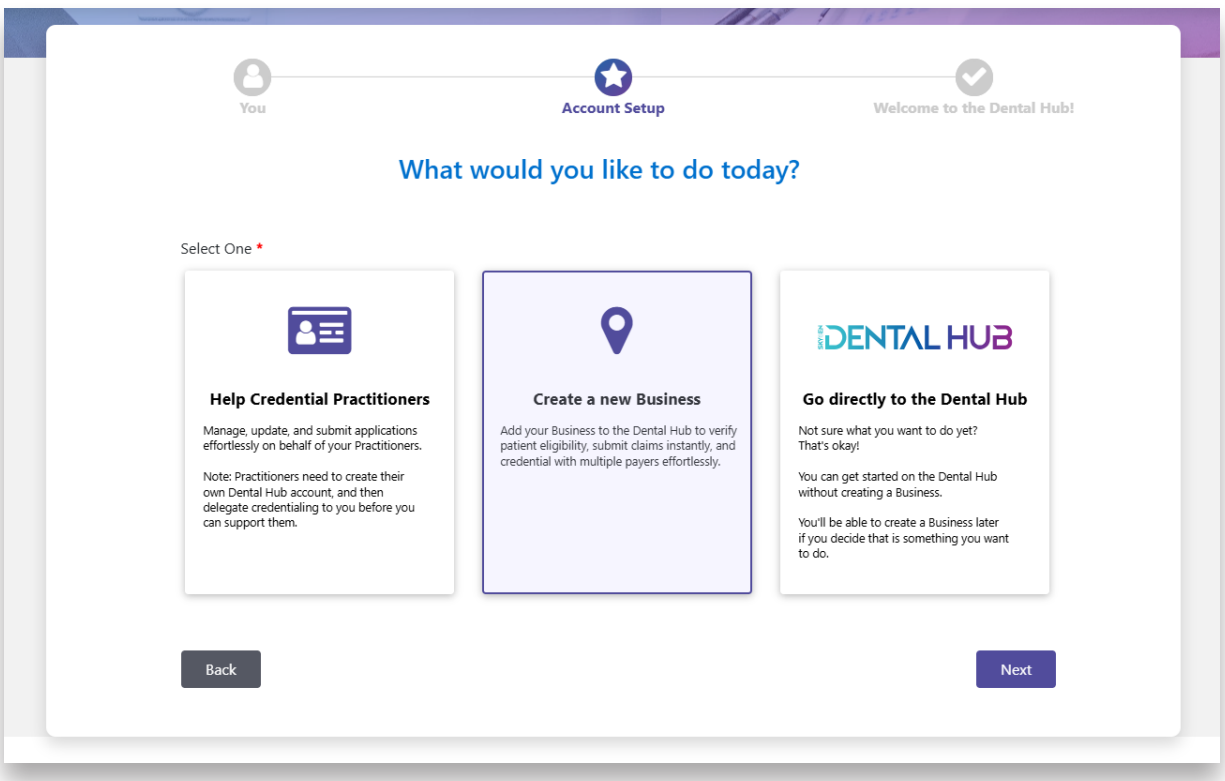 You
Account Setup
Welcome to the Dental Hub!
What would you like to do today?
Select One *
Help Credential Practitioners
Manage, update, and submit applications
effortlessly on behalf of your Practitioners.
Note: Practitioners need to create their
own Dental Hub account, and then
delegate credentialing to you before you
can support them.
Create a new Business
Add your Business to the Dental Hub to verify
patient eligibility, submit claims instantly, and
credential with multiple payers effortlessly.
DENTAL HUB
Go directly to the Dental Hub
Not sure what you want to do yet?
That's okay!
You can get started on the Dental Hub
without creating a Business.
You'll be able to create a Business later
if you decide that is something you want
to do.
Back
Next